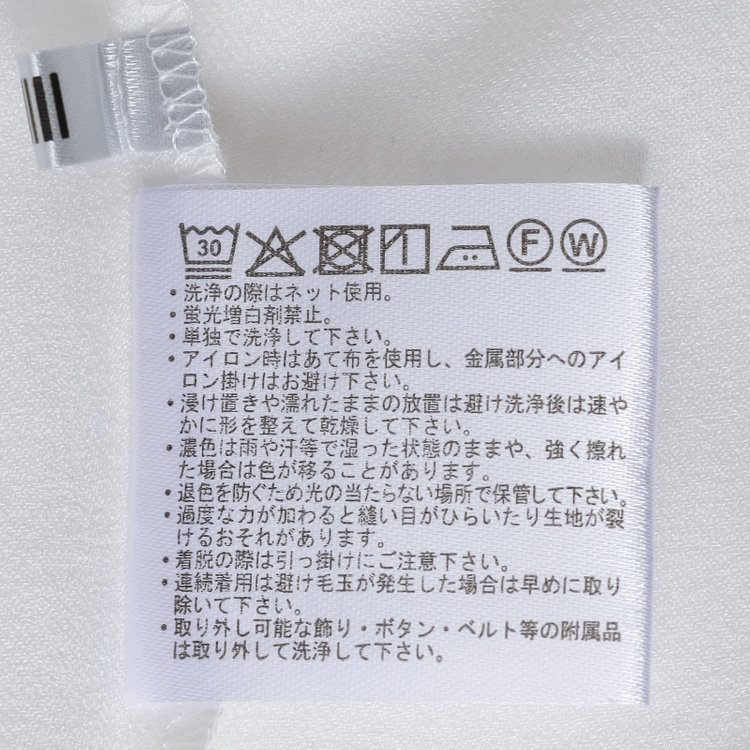 30 F W
・洗浄の際はネット使用。
・蛍光増白剤禁止。
・単独で洗浄して下さい。
・アイロン時はあて布を使用し、金属部分へのアイ
ロン掛けはお避け下さい。
・浸け置きや濡れたままの放置は避け洗浄後は速や
かに形を整えて乾燥して下さい。
・濃色は雨や汗等で湿った状態のままや、強く擦れ
た場合は色が移ることがあります。
・退色を防ぐため光の当たらない場所で保管して下さい。
・過度な力が加わると縫い目がひらいたり生地が裂
けるおそれがあります。
・着脱の際は引っ掛けにご注意下さい。
・連続着用は避け毛玉が発生した場合は早めに取り
除いて下さい。
・取り外し可能な飾り・ボタン・ベルト等の附属品
は取り外して洗浄して下さい。